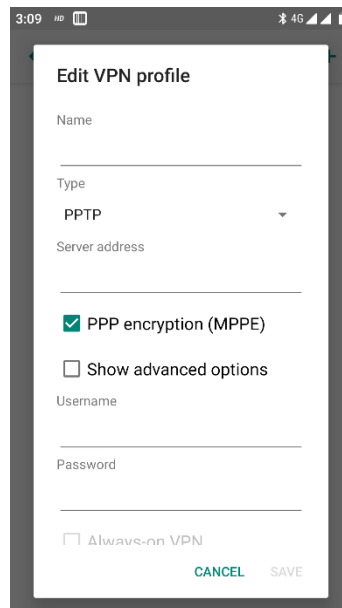 3:09 HD 4G
Edit VPN profile
Name
Type
PPTP
Server address
PPP encryption (MPPE)
Show advanced options
Username
Password
Always-on VPN
CANCEL SAVE